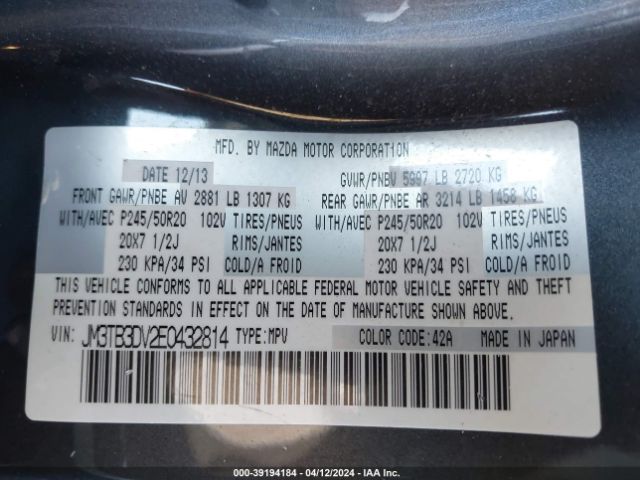 MFD. BY MAZDA MOTOR CORPORATION
DATE 12/13 GVWR/PNBV 5997 LB 2720 KG
FRONT GAWR/PNBE AV 2881 LB 1307 KG REAR GAWR/PNBE AR 3214 LB 1458 KG
WITH/AVEC P245/50R20 102V TIRES/PNEUS WITH/AVEC P245/50R20 102V TIRES/PNEUS
20X7 1/2J RIMS/JANTES 20X7 1/2J RIMS/JANTES
230 KPA/34 PSI COLD/A FROID 230 KPA/34 PSI COLD/A FROID
THIS VEHICLE CONFORMS TO ALL APPLICABLE FEDERAL MOTOR VEHICLE SAFETY AND THEFT
PREVENTION STANDARDS IN EFFECT ON THE DATE OF MANUFACTURE SHOWN ABOVE.
VIN: JM3TB3DV2E0432814 TYPE:MPV COLOR CODE:42A MADE IN JAPAN
000-39194184 - 04/12/2024 - IAA Inc.